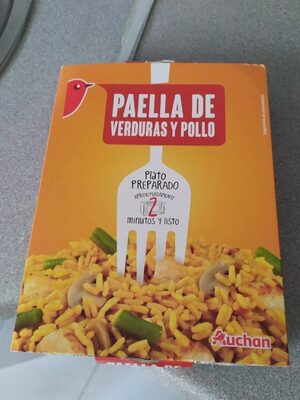 PAELLA DE
VERDURAS Y POLLO
Plato
PREPARADO
APROXIMADAMENTE
2
minutos y listo
Auchan